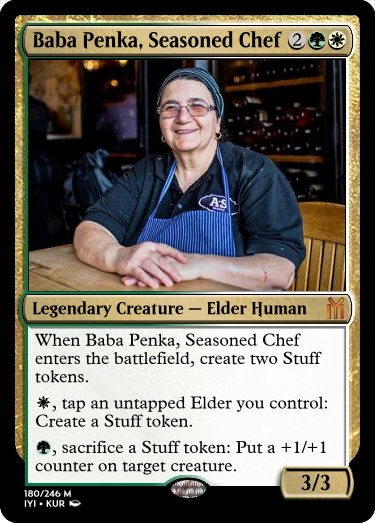 Baba Penka, Seasoned Chef 2
A·S
Legendary Creature — Elder Human
When Baba Penka, Seasoned Chef
enters the battlefield, create two Stuff
tokens.
, tap an untapped Elder you control:
Create a Stuff token.
, sacrifice a Stuff token: Put a +1/+1
counter on target creature.
3/3
180/246 M
IYI • KUR